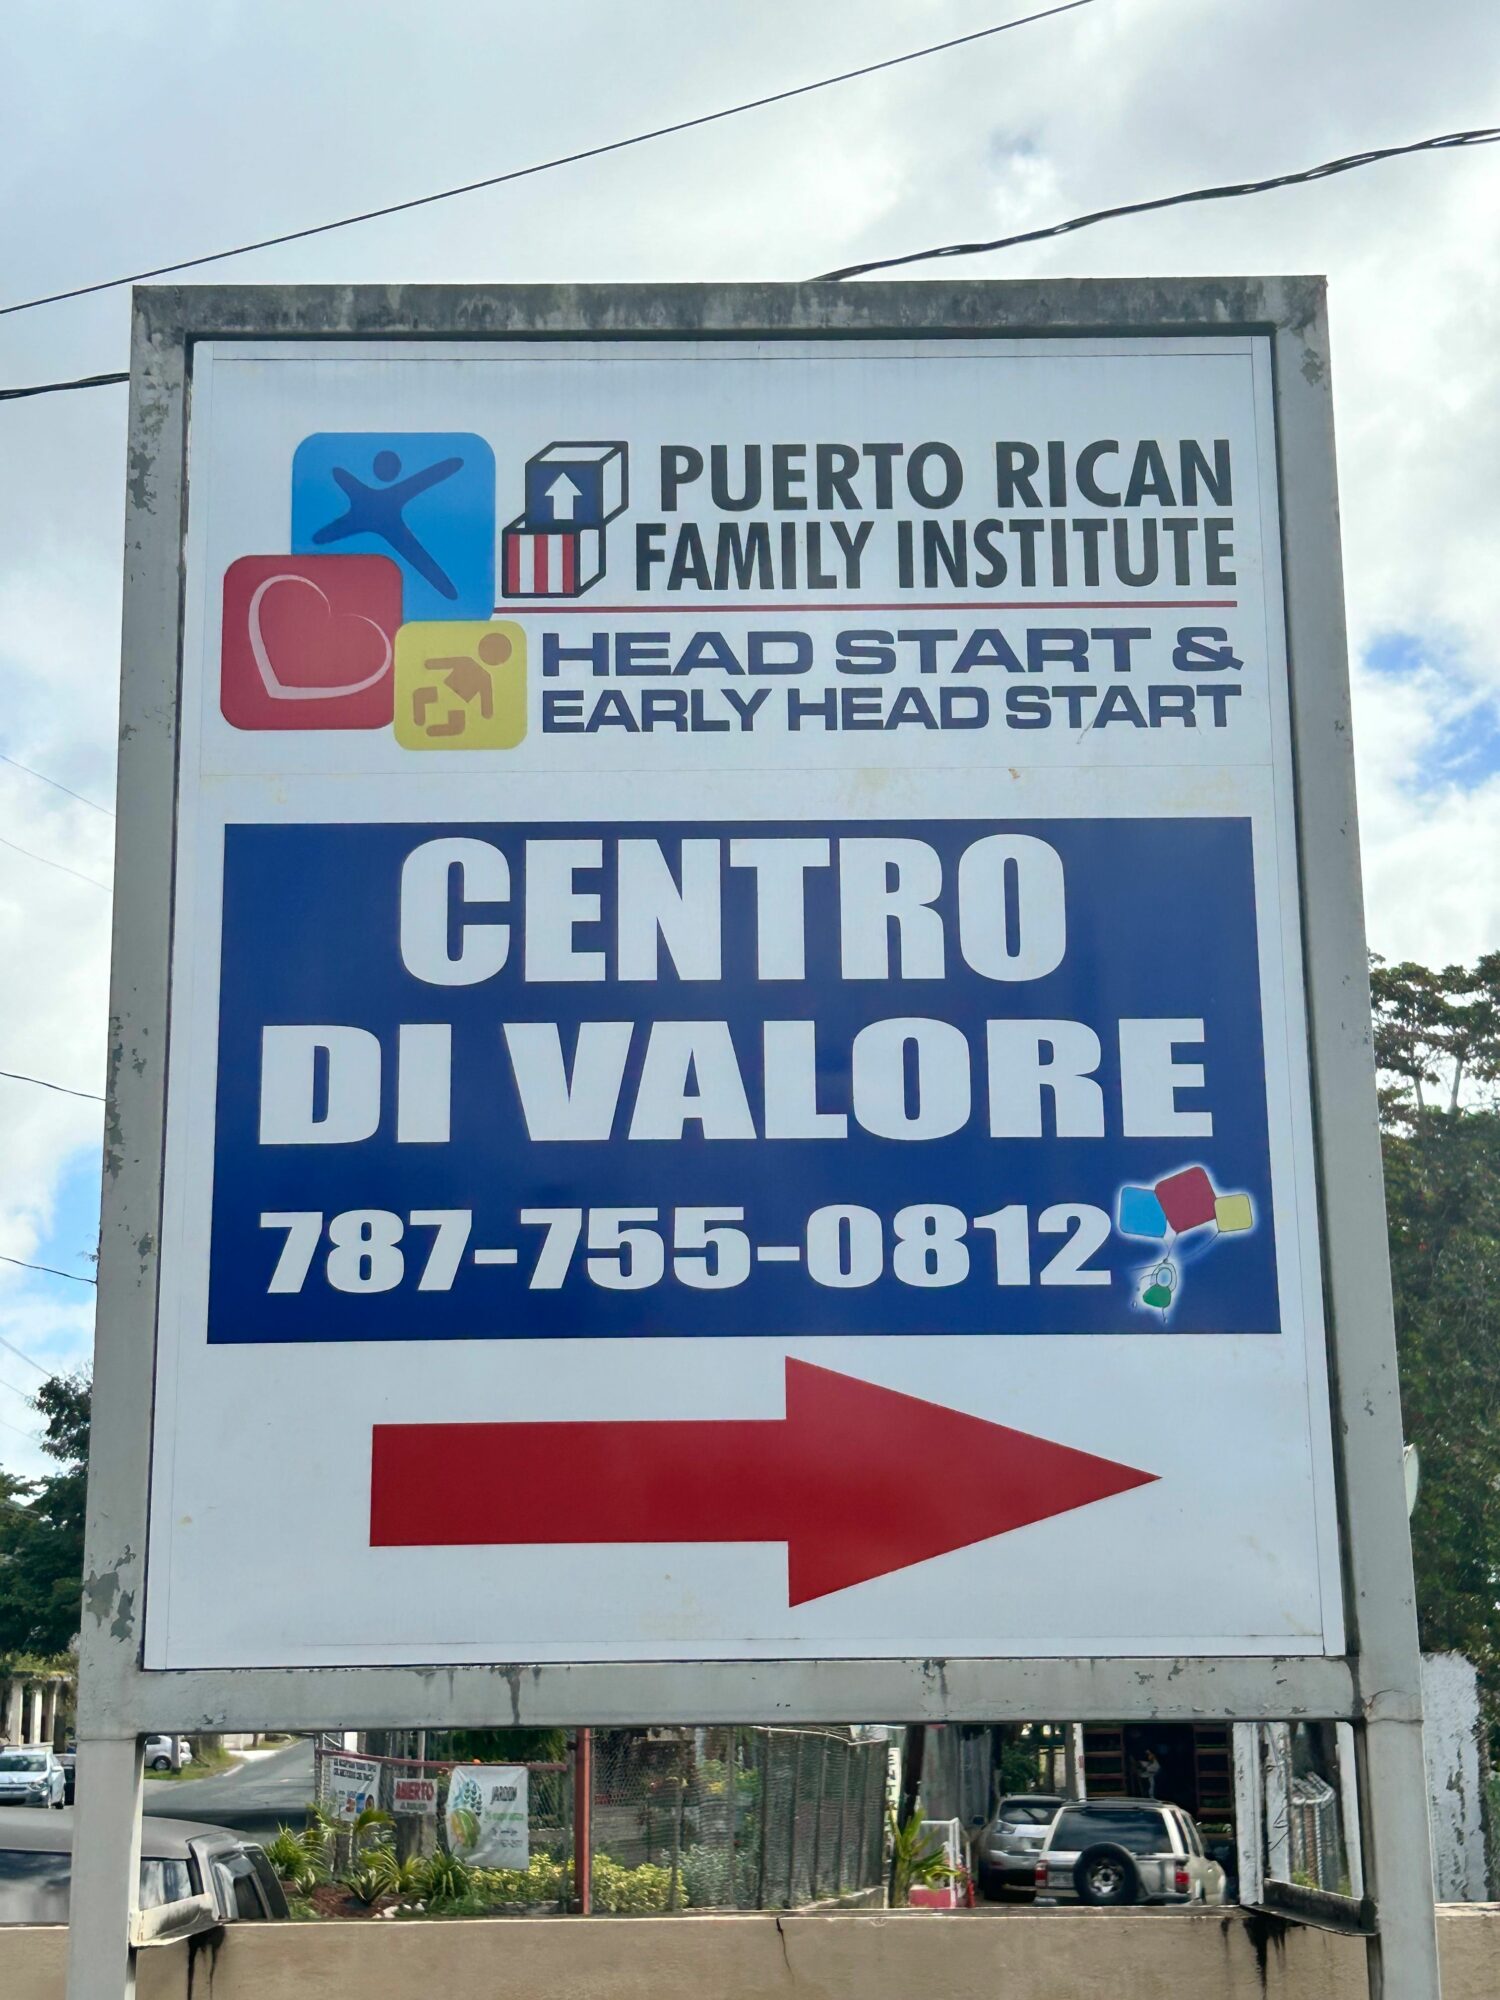 PUERTO RICAN
FAMILY INSTITUTE
HEAD START &
EARLY HEAD START
CENTRO
DI VALORE
787-755-0812
ABIERTO
JARDIN